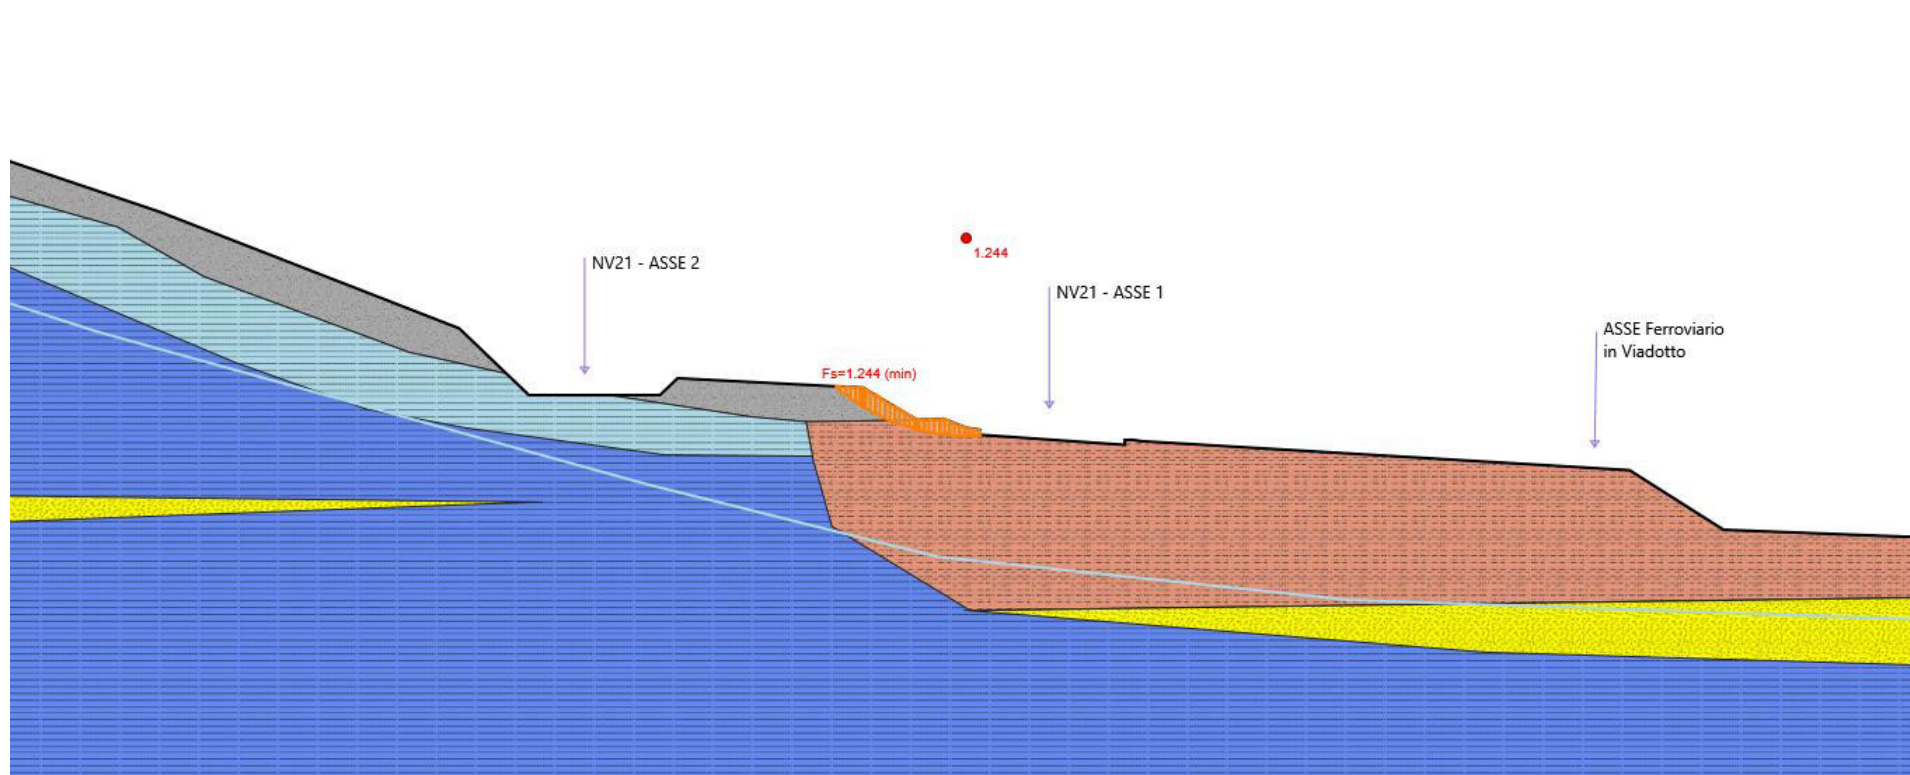 1.244
NV21 - ASSE 2
NV21 - ASSE 1
ASSE Ferroviario
in Viadotto
Fs=1.244 (min)